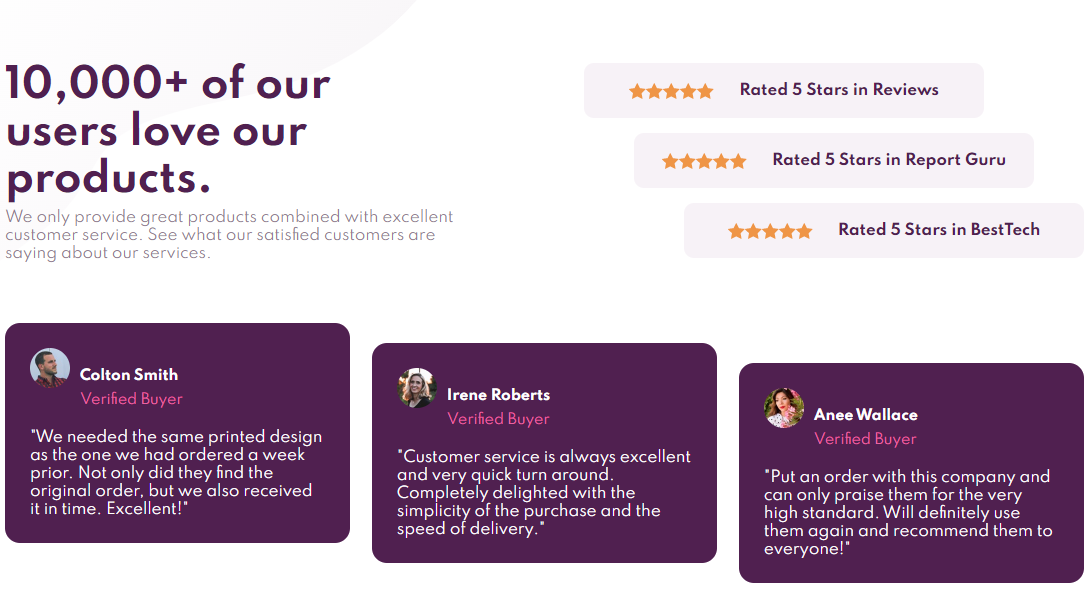 10,000+ of our
users love our
products.
We only provide great products combined with excellent
customer service. See what our satisfied customers are
saying about our services.
Rated 5 Stars in Reviews
Rated 5 Stars in Report Guru
Rated 5 Stars in BestTech
Colton Smith
Verified Buyer
"We needed the same printed design
as the one we had ordered a week
prior. Not only did they find the
original order, but we also received
it in time. Excellent!"
Irene Roberts
Verified Buyer
"Customer service is always excellent
and very quick turn around.
Completely delighted with the
simplicity of the purchase and the
speed of delivery."
Anee Wallace
Verified Buyer
"Put an order with this company and
can only praise them for the very
high standard. Will definitely use
them again and recommend them to
everyone!"